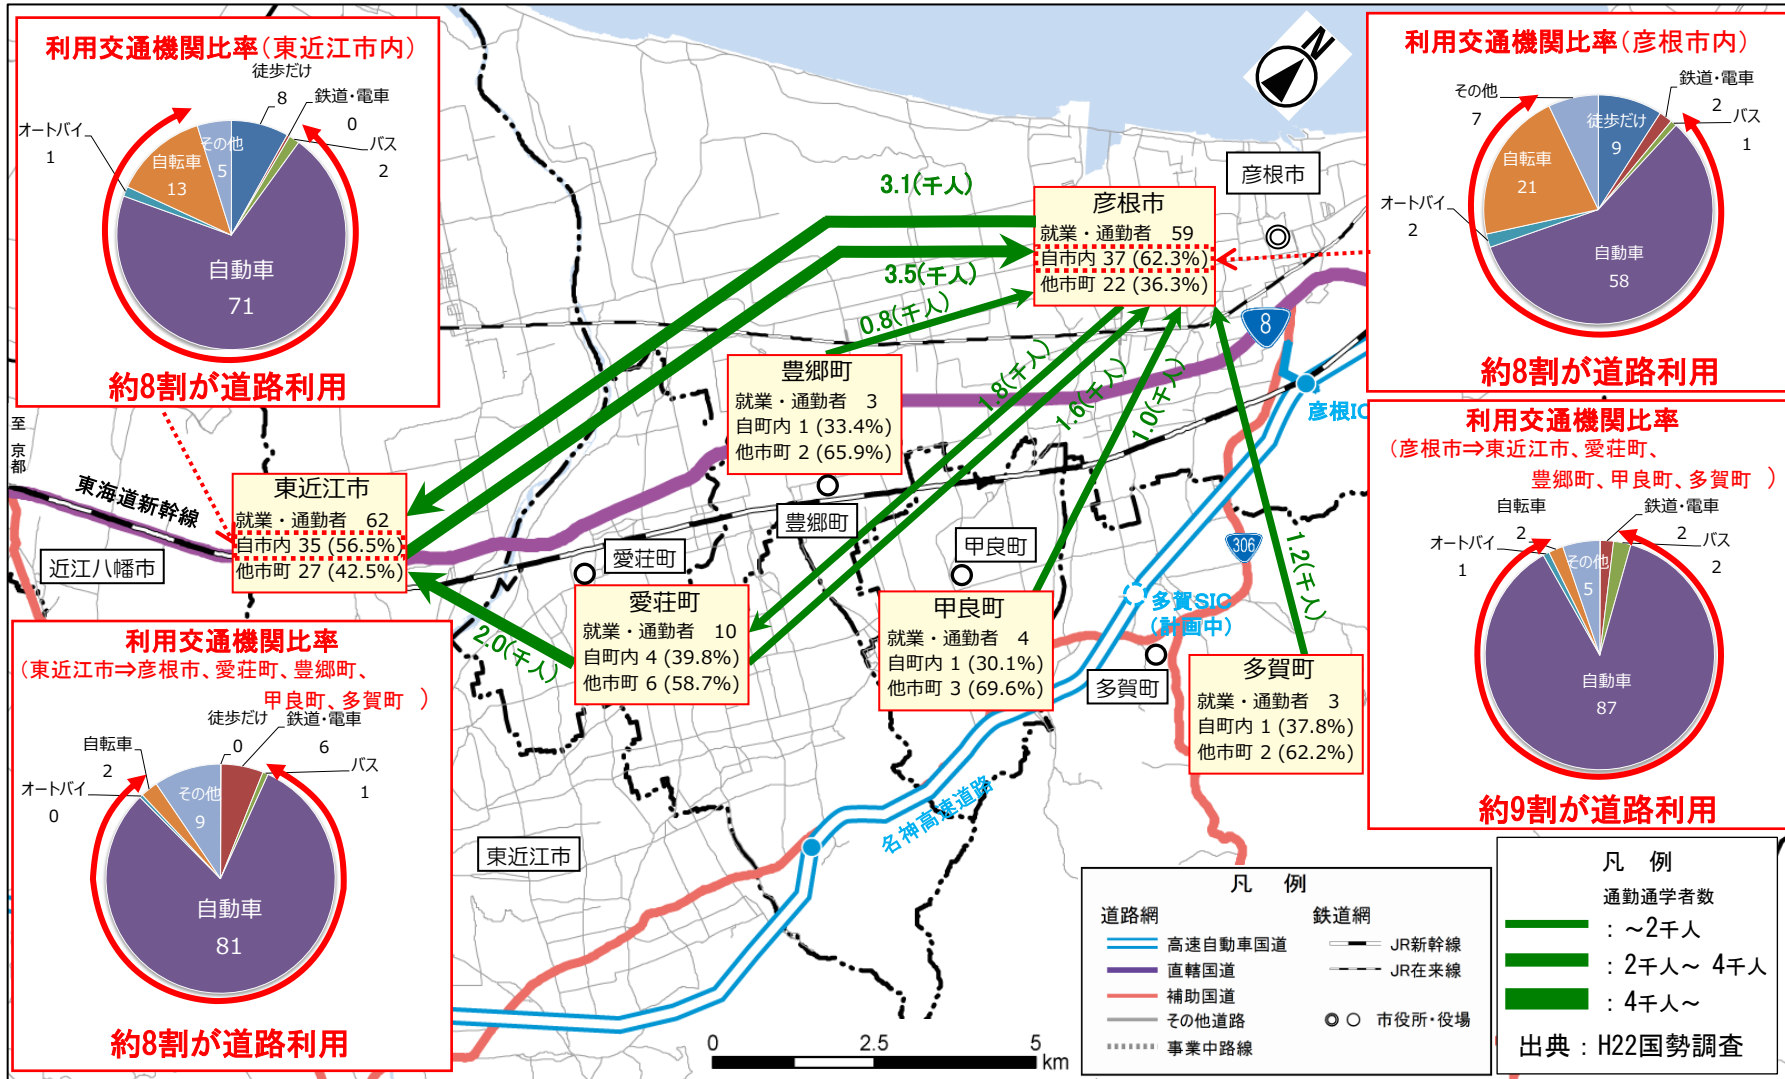 利用交通機関比率(東近江市内)
徒歩だけ
8
鉄道・電車
0
バス
2
オートバイ
1
自転車
13
その他
5
自動車
71
約8割が道路利用
利用交通機関比率(彦根市内)
その他
7
鉄道・電車
2
バス
1
徒歩だけ
9
自転車
21
オートバイ
2
自動車
58
約8割が道路利用
N
彦根市
3.1(千人)
3.5(千人)
0.8(千人)
彦根市
就業・通勤者 59
自市内 37 (62.3%)
他市町 22 (36.3%)
8
1.8(千人)
1.6(千人)
1.0(千人)
1.2(千人)
2.0(千人)
豊郷町
就業・通勤者 3
自町内 1 (33.4%)
他市町 2 (65.9%)
豊郷町
彦根IC
至 京都
東海道新幹線
近江八幡市
東近江市
就業・通勤者 62
自市内 35 (56.5%)
他市町 27 (42.5%)
愛荘町
愛荘町
就業・通勤者 10
自町内 4 (39.8%)
他市町 6 (58.7%)
甲良町
甲良町
就業・通勤者 4
自町内 1 (30.1%)
他市町 3 (69.6%)
306
多賀SIC
(計画中)
多賀町
多賀町
就業・通勤者 3
自町内 1 (37.8%)
他市町 2 (62.2%)
名神高速道路
東近江市
利用交通機関比率
(東近江市⇒彦根市、愛荘町、豊郷町、
甲良町、多賀町 )
徒歩だけ
0
鉄道・電車
6
バス
1
自転車
2
オートバイ
0
その他
9
自動車
81
約8割が道路利用
利用交通機関比率
(彦根市⇒東近江市、愛荘町、
豊郷町、甲良町、多賀町 )
自転車
2
鉄道・電車
2
バス
2
オートバイ
1
その他
5
自動車
87
約9割が道路利用
0 2.5 5
km
凡 例
道路網
高速自動車国道
直轄国道
補助国道
その他道路
事業中路線
鉄道網
JR新幹線
JR在来線
市役所・役場
凡 例
通勤通学者数
：～2千人
：2千人～ 4千人
：4千人～
出典：H22国勢調査